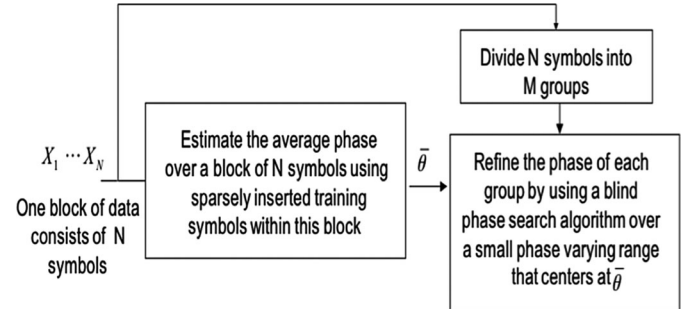 X₁ ⋯ X_N
One block of data
consists of N
symbols
Estimate the average phase
over a block of N symbols using
sparsely inserted training
symbols within this block
θ̄
Divide N symbols into
M groups
Refine the phase of each
group by using a blind
phase search algorithm over
a small phase varying range
that centers at θ̄